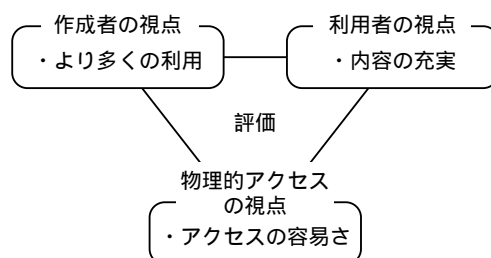 作成者の視点
・より多くの利用
利用者の視点
・内容の充実
評価
物理的アクセス
の視点
・アクセスの容易さ